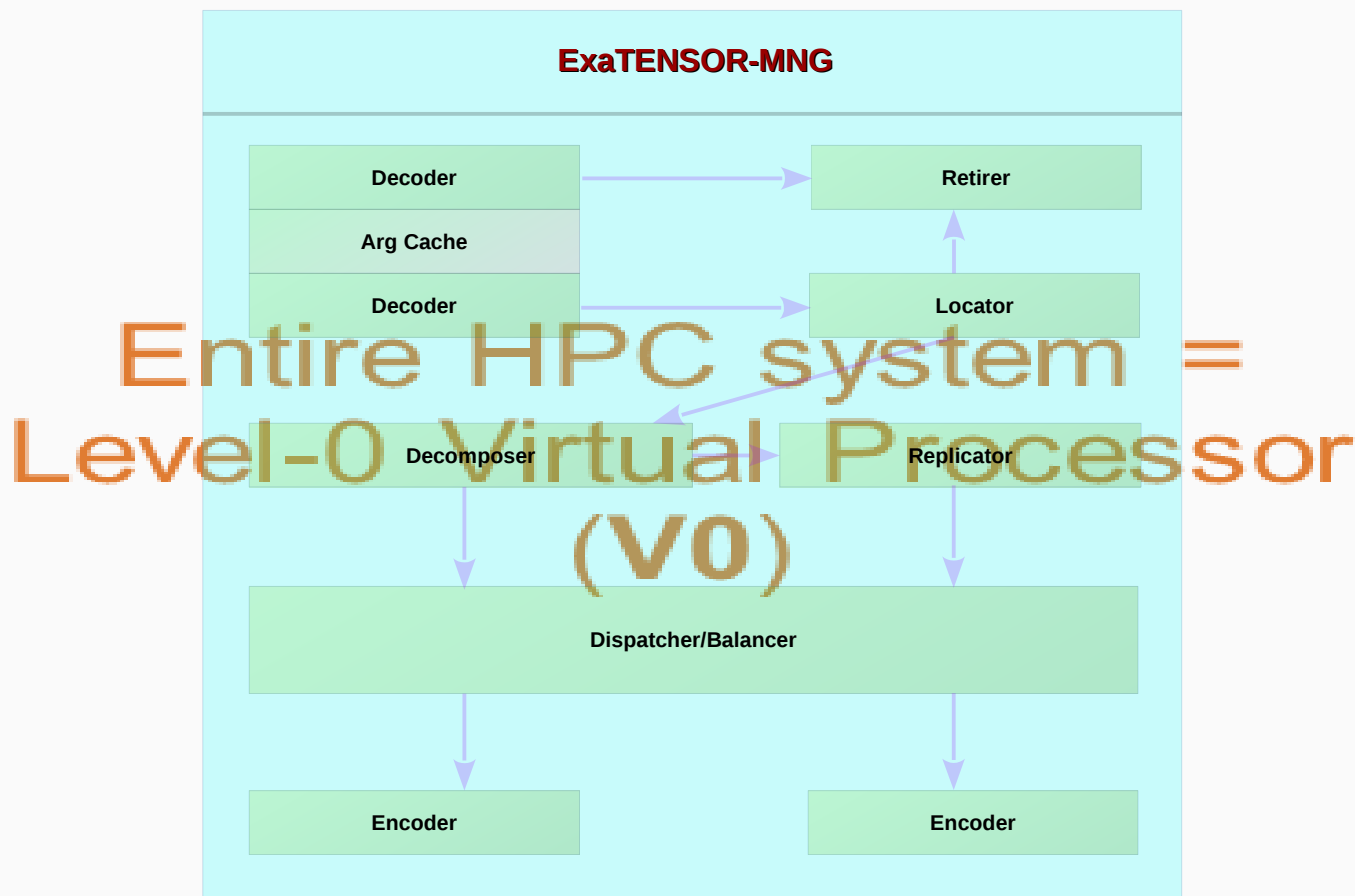 ExaTENSOR-MNG
Decoder
Retirer
Arg Cache
Decoder
Locator
Entire HPC system =
Level-0 Virtual Processor
(V0)
Decomposer
Replicator
Dispatcher/Balancer
Encoder
Encoder